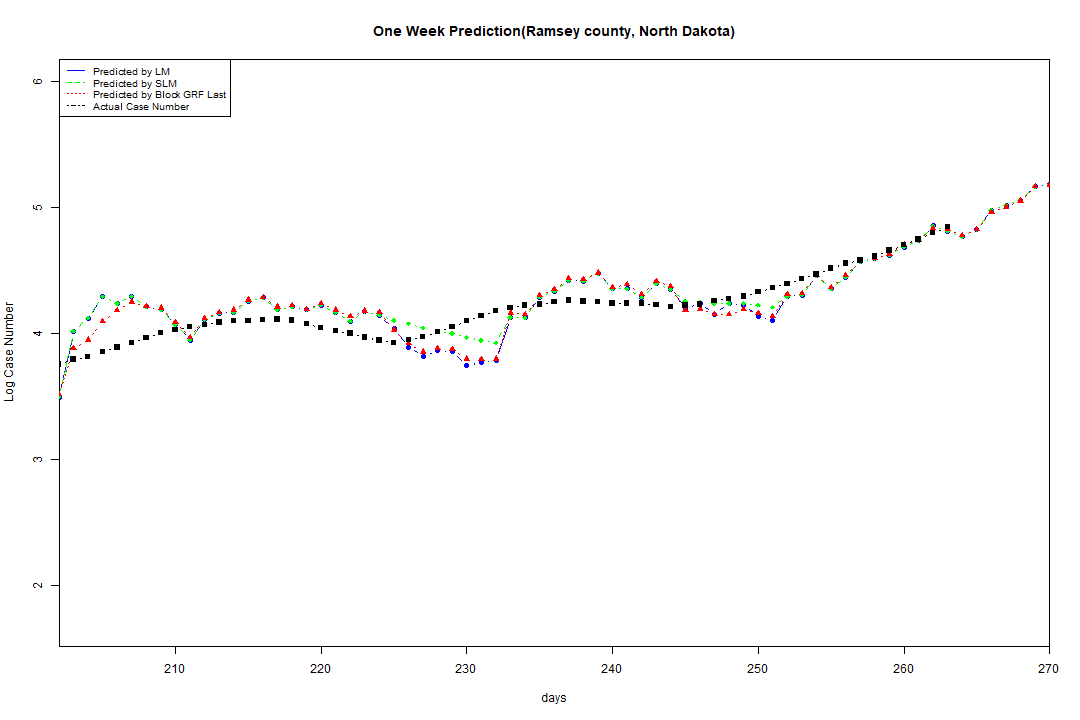 One Week Prediction(Ramsey county, North Dakota)
Predicted by LM
Predicted by SLM
Predicted by Block GRF Last
Actual Case Number
6
5
4
3
2
Log Case Number
210 220 230 240 250 260 270
days